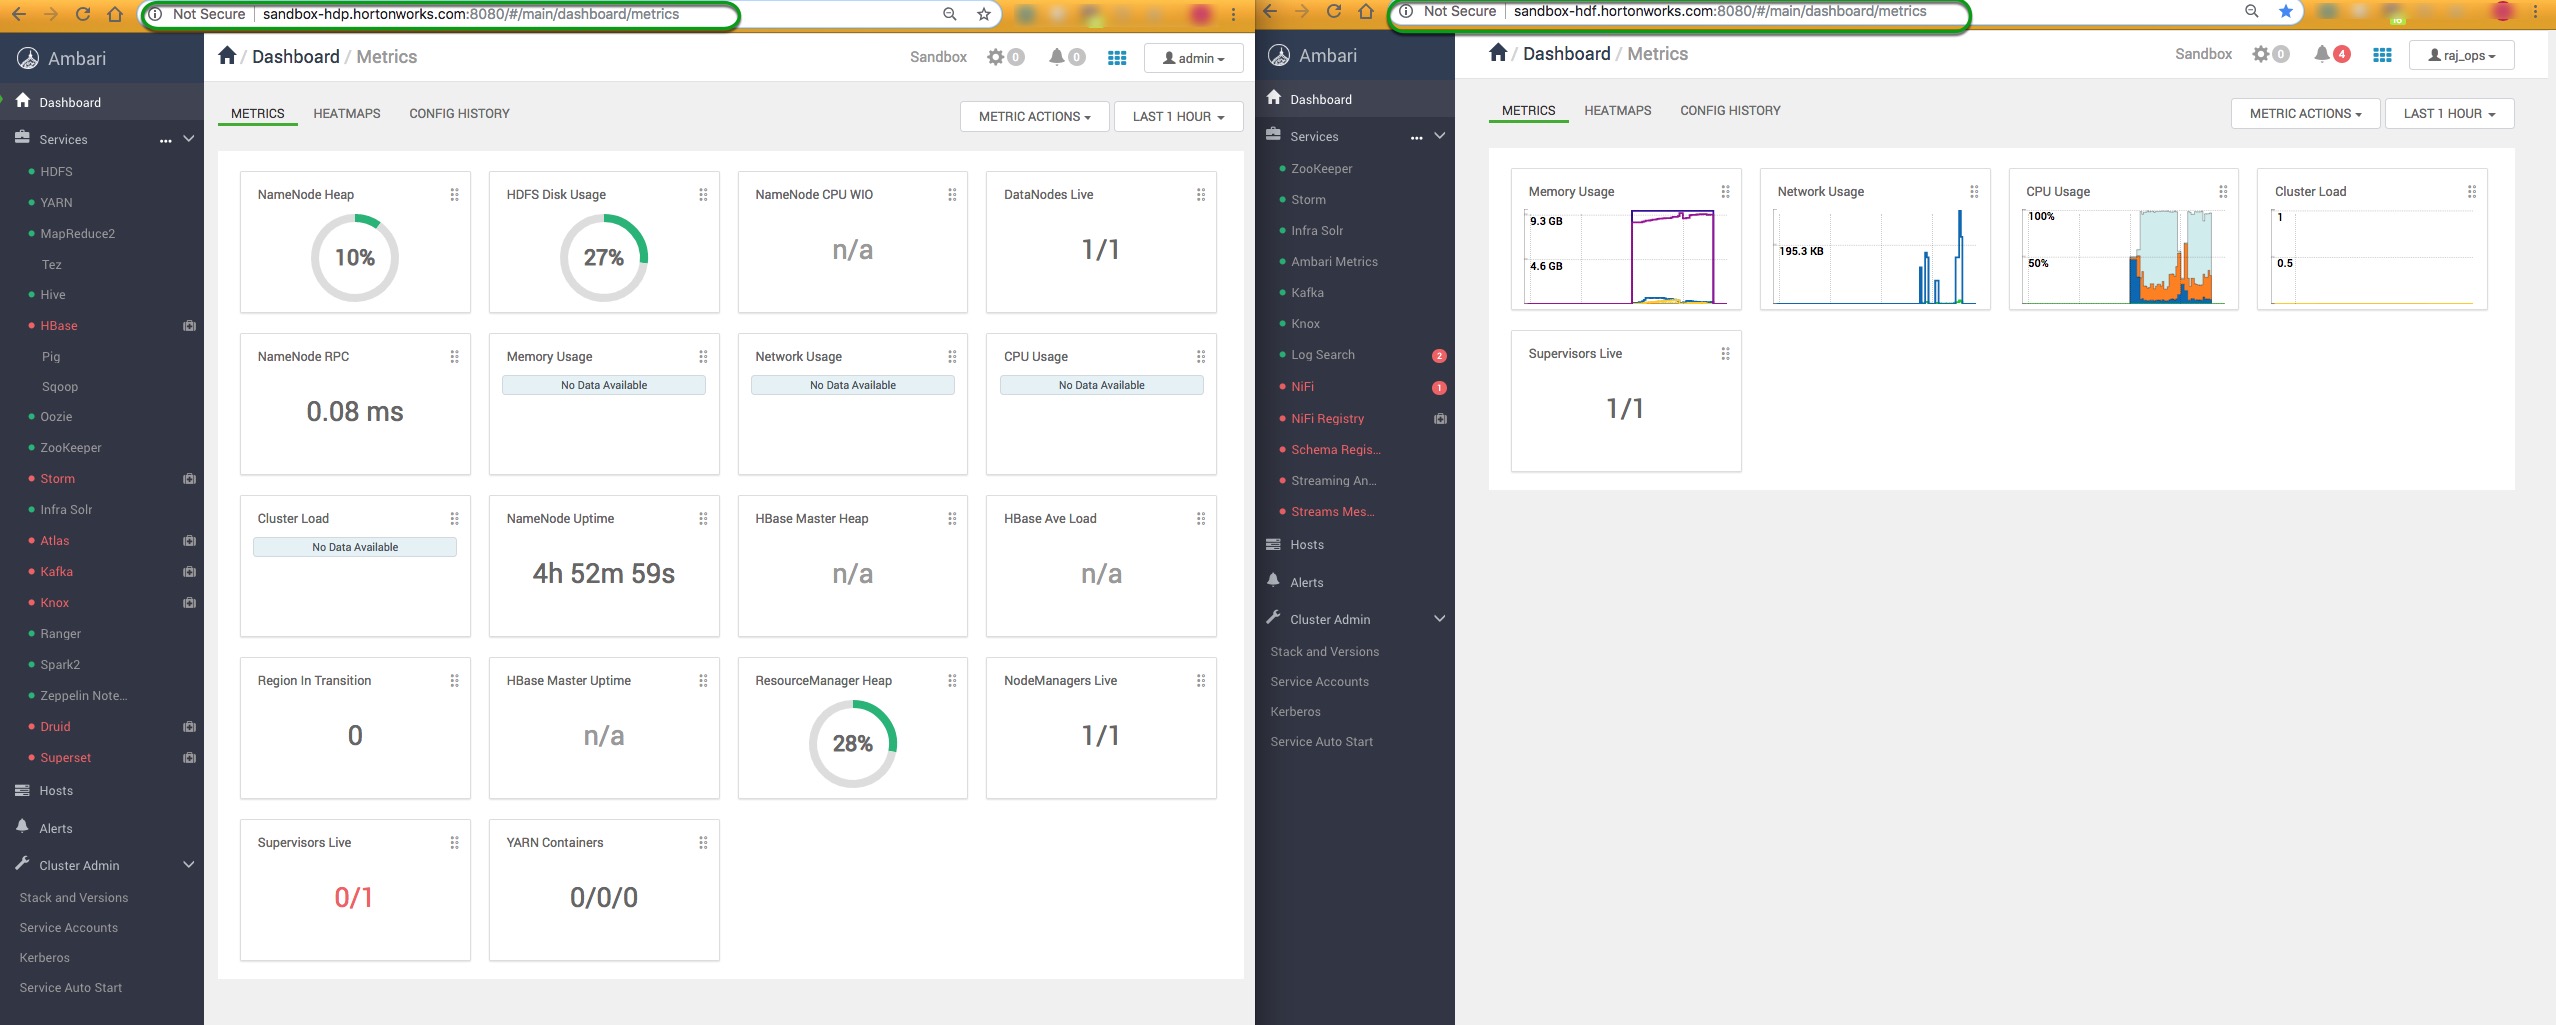 Not Secure | sandbox-hdp.hortonworks.com:8080/#/main/dashboard/metrics
Ambari
/ Dashboard / Metrics
Sandbox 0 0 admin
Dashboard
Services ...
HDFS
YARN
MapReduce2
Tez
Hive
HBase
Pig
Sqoop
Oozie
ZooKeeper
Storm
Infra Solr
Atlas
Kafka
Knox
Ranger
Spark2
Zeppelin Note...
Druid
Superset
Hosts
Alerts
Cluster Admin
Stack and Versions
Service Accounts
Kerberos
Service Auto Start
METRICS HEATMAPS CONFIG HISTORY
METRIC ACTIONS LAST 1 HOUR
NameNode Heap
10%
HDFS Disk Usage
27%
NameNode CPU WIO
n/a
DataNodes Live
1/1
NameNode RPC
0.08 ms
Memory Usage
No Data Available
Network Usage
No Data Available
CPU Usage
No Data Available
Cluster Load
No Data Available
NameNode Uptime
4h 52m 59s
HBase Master Heap
n/a
HBase Ave Load
n/a
Region In Transition
0
HBase Master Uptime
n/a
ResourceManager Heap
28%
NodeManagers Live
1/1
Supervisors Live
0/1
YARN Containers
0/0/0
Not Secure | sandbox-hdf.hortonworks.com:8080/#/main/dashboard/metrics
Ambari
/ Dashboard / Metrics
Sandbox 0 4 raj_ops
Dashboard
Services ...
ZooKeeper
Storm
Infra Solr
Ambari Metrics
Kafka
Knox
Log Search 2
NiFi 1
NiFi Registry
Schema Regis...
Streaming An...
Streams Mes...
Hosts
Alerts
Cluster Admin
Stack and Versions
Service Accounts
Kerberos
Service Auto Start
METRICS HEATMAPS CONFIG HISTORY
METRIC ACTIONS LAST 1 HOUR
Memory Usage
9.3 GB
4.6 GB
Network Usage
195.3 KB
CPU Usage
100%
50%
Cluster Load
1
0.5
Supervisors Live
1/1